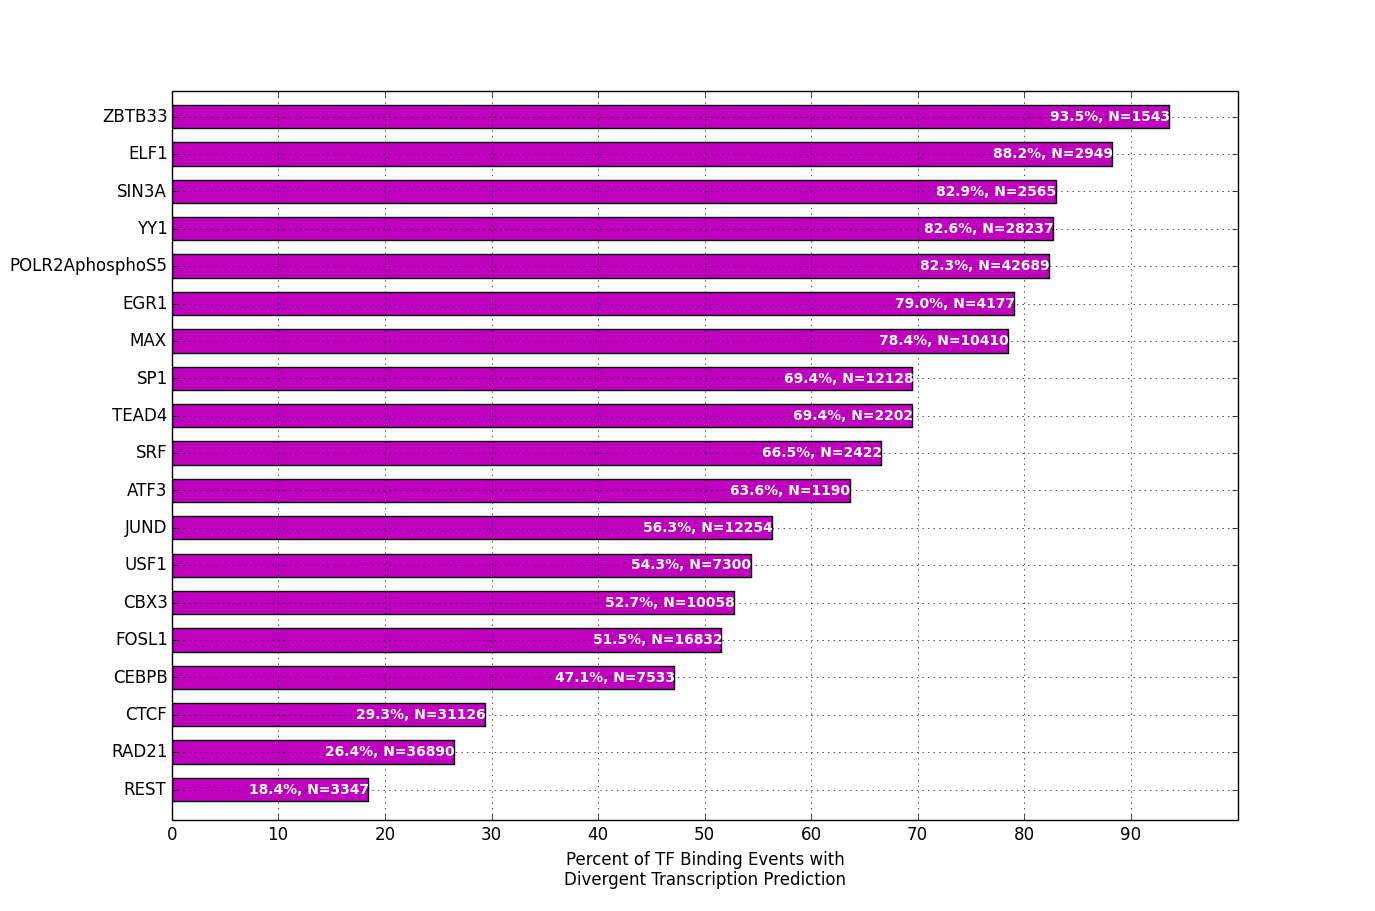 ZBTB33 93.5%, N=1543
ELF1 88.2%, N=2949
SIN3A 82.9%, N=2565
YY1 82.6%, N=28237
POLR2AphosphoS5 82.3%, N=42689
EGR1 79.0%, N=4177
MAX 78.4%, N=10410
SP1 69.4%, N=12128
TEAD4 69.4%, N=2202
SRF 66.5%, N=2422
ATF3 63.6%, N=1190
JUND 56.3%, N=12254
USF1 54.3%, N=7300
CBX3 52.7%, N=10058
FOSL1 51.5%, N=16832
CEBPB 47.1%, N=7533
CTCF 29.3%, N=31126
RAD21 26.4%, N=36890
REST 18.4%, N=3347
0 10 20 30 40 50 60 70 80 90
Percent of TF Binding Events with
Divergent Transcription Prediction